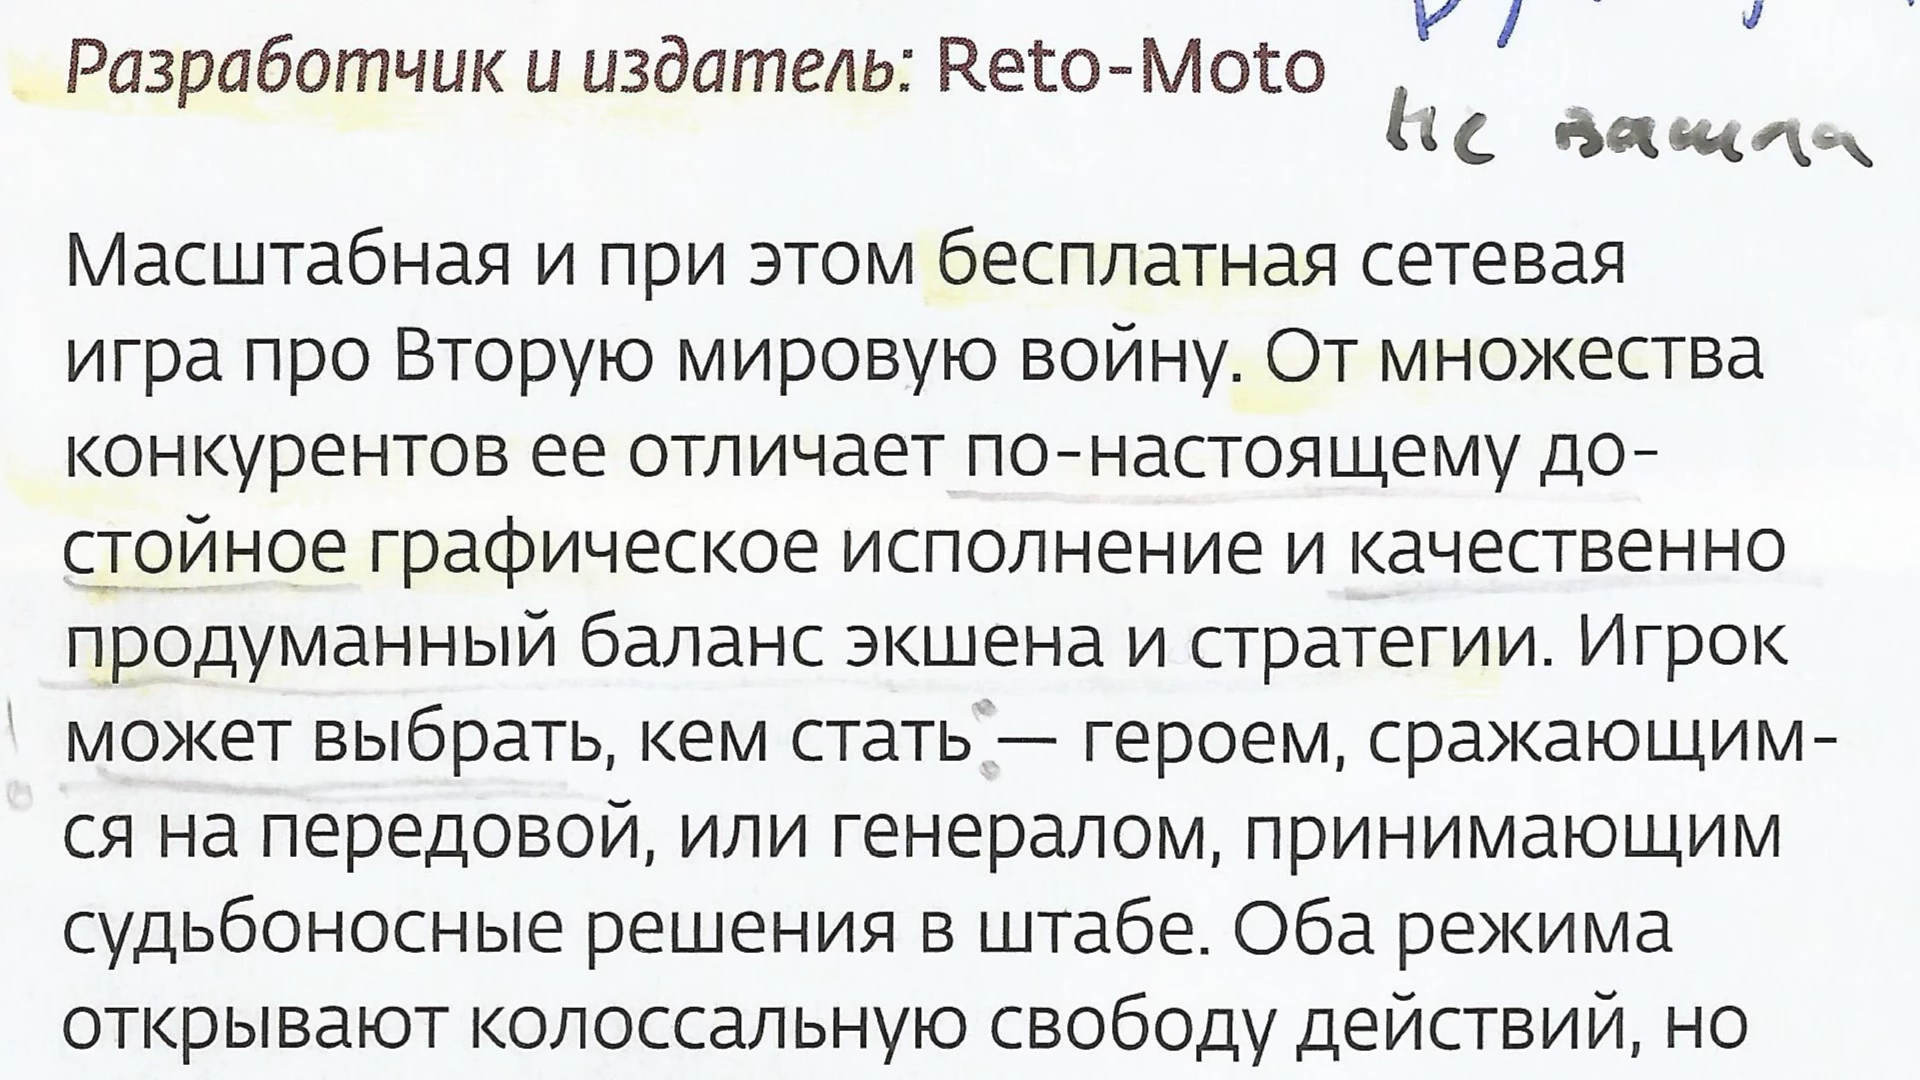 Разработчик и издатель: Reto-Moto
не зашла
Масштабная и при этом бесплатная сетевая
игра про Вторую мировую войну. От множества
конкурентов ее отличает по-настоящему до-
стойное графическое исполнение и качественно
продуманный баланс экшена и стратегии. Игрок
может выбрать, кем стать: — героем, сражающим-
ся на передовой, или генералом, принимающим
судьбоносные решения в штабе. Оба режима
открывают колоссальную свободу действий, но